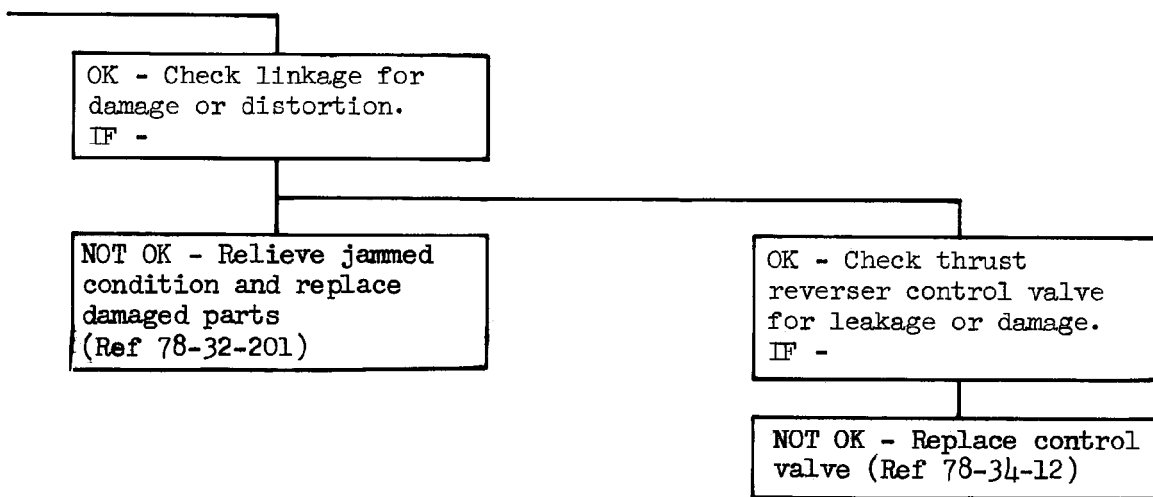 OK - Check linkage for
damage or distortion.
IF -
NOT OK - Relieve jammed
condition and replace
damaged parts
(Ref 78-32-201)
OK - Check thrust
reverser control valve
for leakage or damage.
IF -
NOT OK - Replace control
valve (Ref 78-34-12)